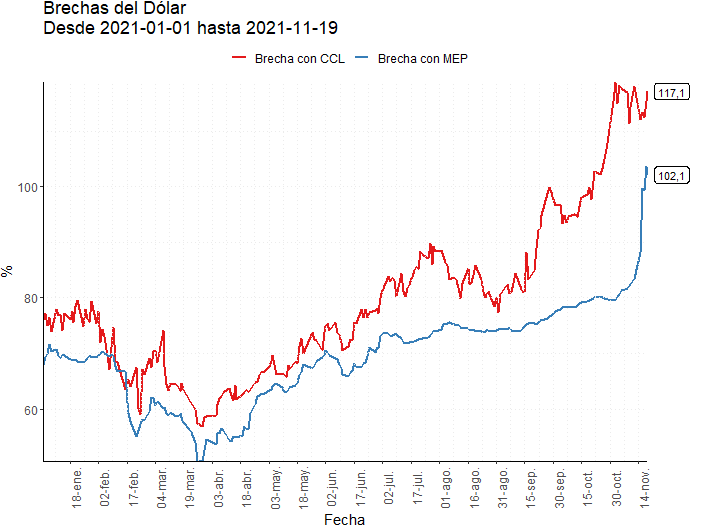 Brechas del Dólar
Desde 2021-01-01 hasta 2021-11-19
Brecha con CCL
Brecha con MEP
117,1
102,1
100
80
60
%
18-ene.
02-feb.
17-feb.
04-mar.
19-mar.
03-abr.
18-abr.
03-may.
18-may.
02-jun.
17-jun.
02-jul.
17-jul.
01-ago.
16-ago.
31-ago.
15-sep.
30-sep.
15-oct.
30-oct.
14-nov.
Fecha